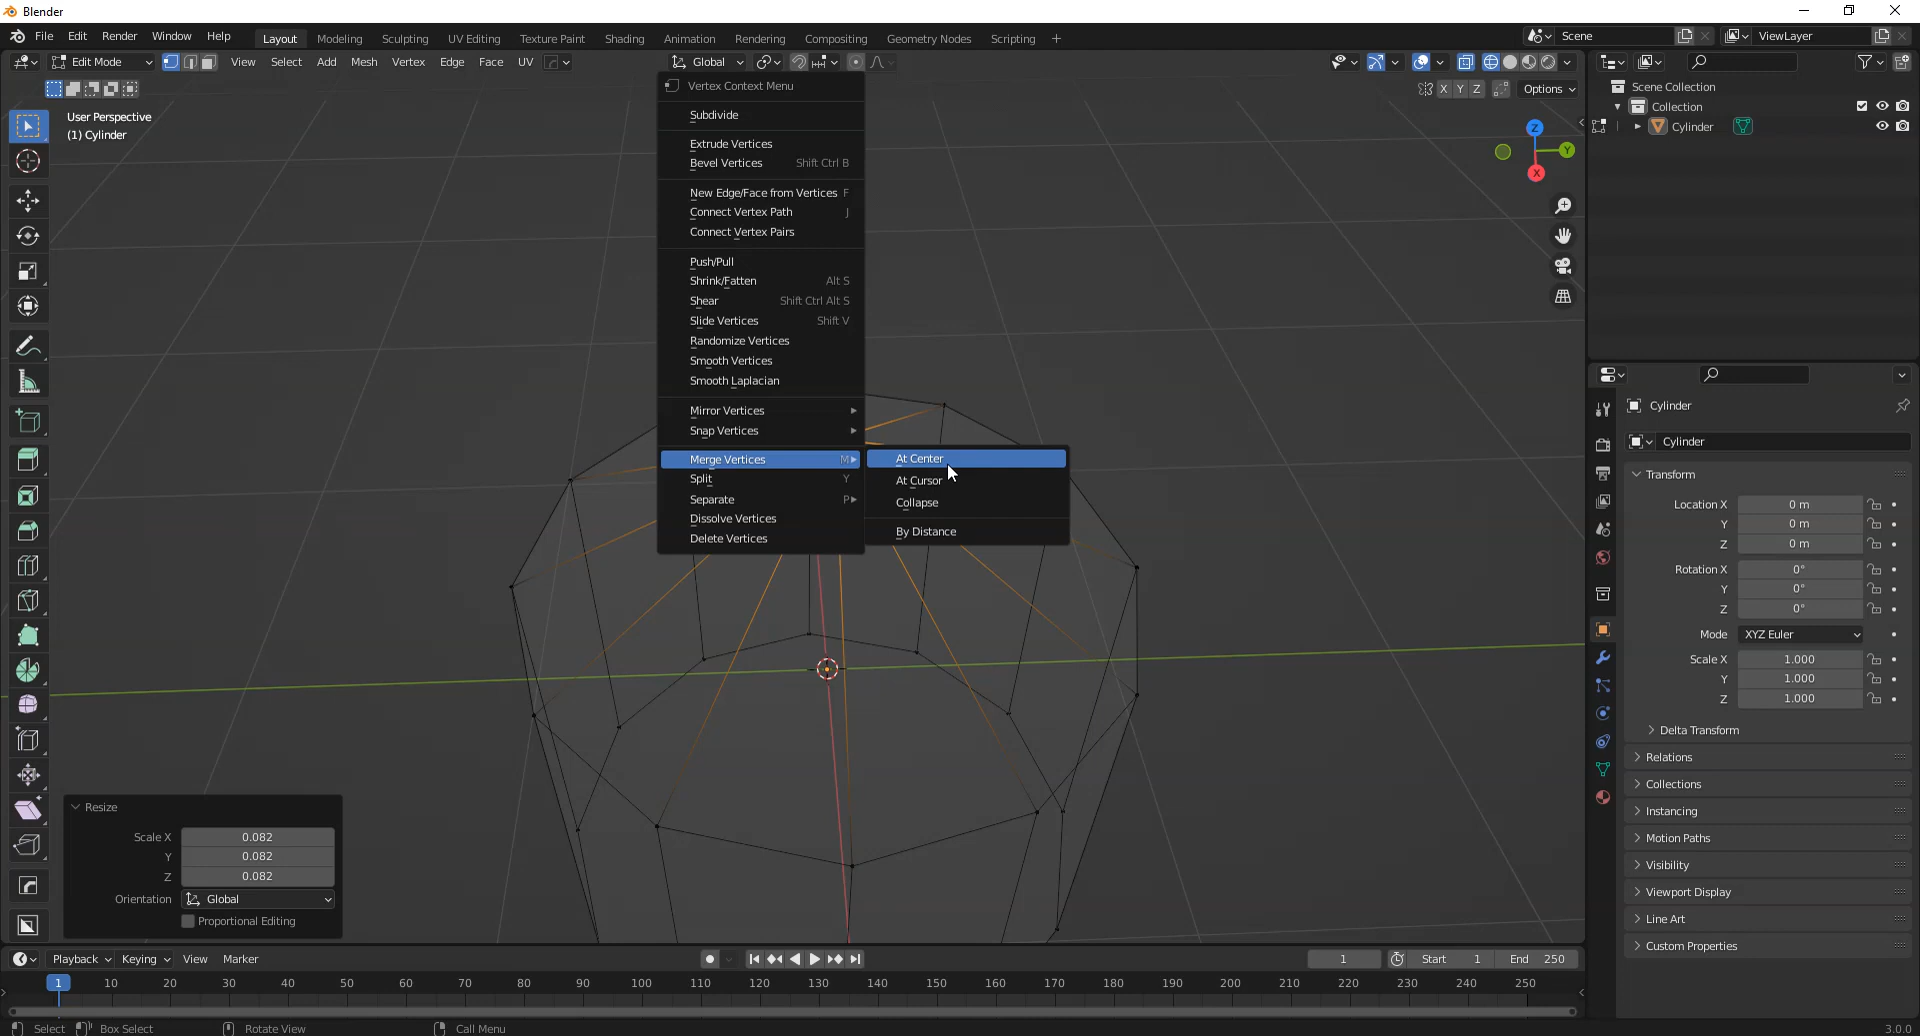 Blender
File Edit Render Window Help Layout Modeling Sculpting UV Editing Texture Paint Shading Animation Rendering Compositing Geometry Nodes Scripting + Scene ViewLayer
Edit Mode View Select Add Mesh Vertex Edge Face UV Global
X Y Z Options
User Perspective
(1) Cylinder
Vertex Context Menu
Subdivide
Extrude Vertices
Bevel Vertices Shift Ctrl B
New Edge/Face from Vertices F
Connect Vertex Path J
Connect Vertex Pairs
Push/Pull
Shrink/Fatten Alt S
Shear Shift Ctrl Alt S
Slide Vertices Shift V
Randomize Vertices
Smooth Vertices
Smooth Laplacian
Mirror Vertices
Snap Vertices
Merge Vertices M
Split Y
Separate P
Dissolve Vertices
Delete Vertices
At Center
At Cursor
Collapse
By Distance
Z
Y
X
Scene Collection
Collection
Cylinder
Cylinder
Cylinder
Transform
Location X 0 m
Y 0 m
Z 0 m
Rotation X 0°
Y 0°
Z 0°
Mode XYZ Euler
Scale X 1.000
Y 1.000
Z 1.000
Delta Transform
Relations
Collections
Instancing
Motion Paths
Visibility
Viewport Display
Line Art
Custom Properties
Resize
Scale X 0.082
Y 0.082
Z 0.082
Orientation Global
Proportional Editing
Playback Keying View Marker 1 Start 1 End 250
1 10 20 30 40 50 60 70 80 90 100 110 120 130 140 150 160 170 180 190 200 210 220 230 240 250
Select Box Select Rotate View Call Menu 3.0.0